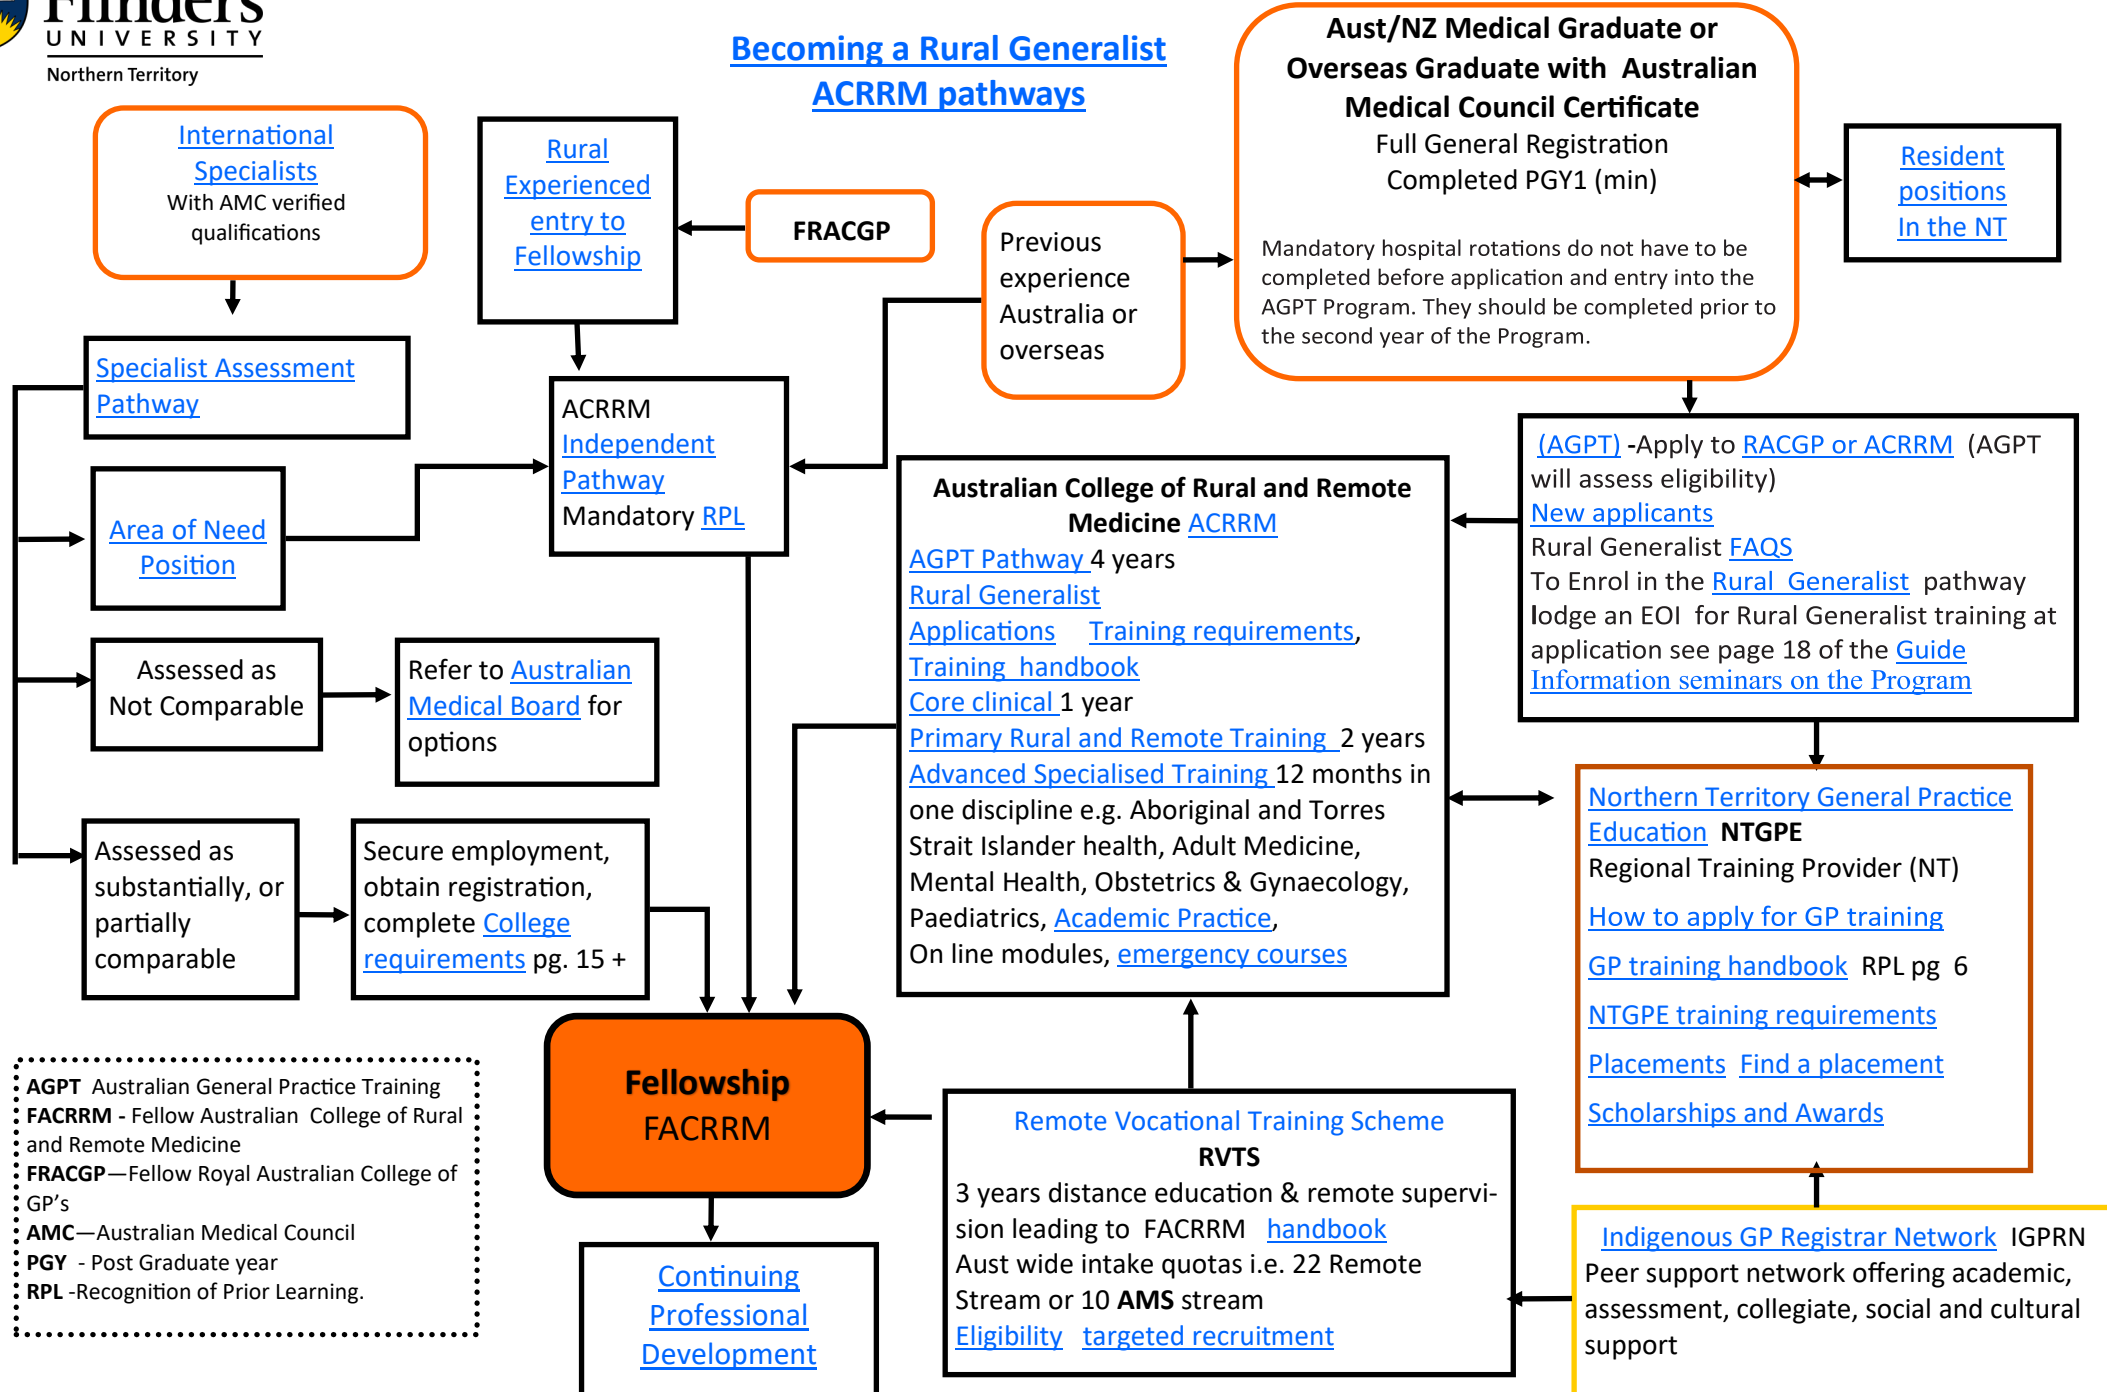 Flinders
UNIVERSITY
Northern Territory
Becoming a Rural Generalist
ACRRM pathways
International
Specialists
With AMC verified
qualifications
Rural
Experienced
entry to
Fellowship
FRACGP
Previous
experience
Australia or
overseas
Aust/NZ Medical Graduate or
Overseas Graduate with Australian
Medical Council Certificate
Full General Registration
Completed PGY1 (min)
Mandatory hospital rotations do not have to be
completed before application and entry into the
AGPT Program. They should be completed prior to
the second year of the Program.
Resident
positions
In the NT
Specialist Assessment
Pathway
ACRRM
Independent
Pathway
Mandatory RPL
Area of Need
Position
Assessed as
Not Comparable
Refer to Australian
Medical Board for
options
Assessed as
substantially, or
partially
comparable
Secure employment,
obtain registration,
complete College
requirements pg. 15 +
Australian College of Rural and Remote
Medicine ACRRM
AGPT Pathway 4 years
Rural Generalist
Applications Training requirements,
Training handbook
Core clinical 1 year
Primary Rural and Remote Training 2 years
Advanced Specialised Training 12 months in
one discipline e.g. Aboriginal and Torres
Strait Islander health, Adult Medicine,
Mental Health, Obstetrics & Gynaecology,
Paediatrics, Academic Practice,
On line modules, emergency courses
(AGPT) -Apply to RACGP or ACRRM (AGPT
will assess eligibility)
New applicants
Rural Generalist FAQS
To Enrol in the Rural Generalist pathway
lodge an EOI for Rural Generalist training at
application see page 18 of the Guide
Information seminars on the Program
Northern Territory General Practice
Education NTGPE
Regional Training Provider (NT)
How to apply for GP training
GP training handbook RPL pg 6
NTGPE training requirements
Placements Find a placement
Scholarships and Awards
AGPT Australian General Practice Training
FACRRM - Fellow Australian College of Rural
and Remote Medicine
FRACGP—Fellow Royal Australian College of
GP's
AMC—Australian Medical Council
PGY - Post Graduate year
RPL -Recognition of Prior Learning.
Fellowship
FACRRM
Continuing
Professional
Development
Remote Vocational Training Scheme
RVTS
3 years distance education & remote supervi-
sion leading to FACRRM handbook
Aust wide intake quotas i.e. 22 Remote
Stream or 10 AMS stream
Eligibility targeted recruitment
Indigenous GP Registrar Network IGPRN
Peer support network offering academic,
assessment, collegiate, social and cultural
support